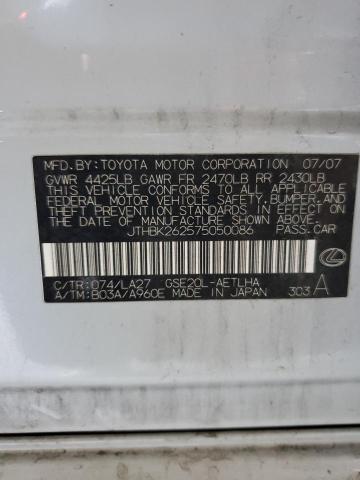 MFD.BY:TOYOTA MOTOR CORPORATION 07/07
GVWR 4425LB GAWR FR 2470LB RR 2430LB
THIS VEHICLE CONFORMS TO ALL APPLICABLE
FEDERAL MOTOR VEHICLE SAFETY,BUMPER,AND
THEFT PREVENTION STANDARDS IN EFFECT ON
THE DATE OF MANUFACTURE SHOWN ABOVE.
JTHBK262575050086 PASS.CAR
C/TR:074/LA27 GSE20L-AETLHA
A/TM:B03A/A960E MADE IN JAPAN 303 A